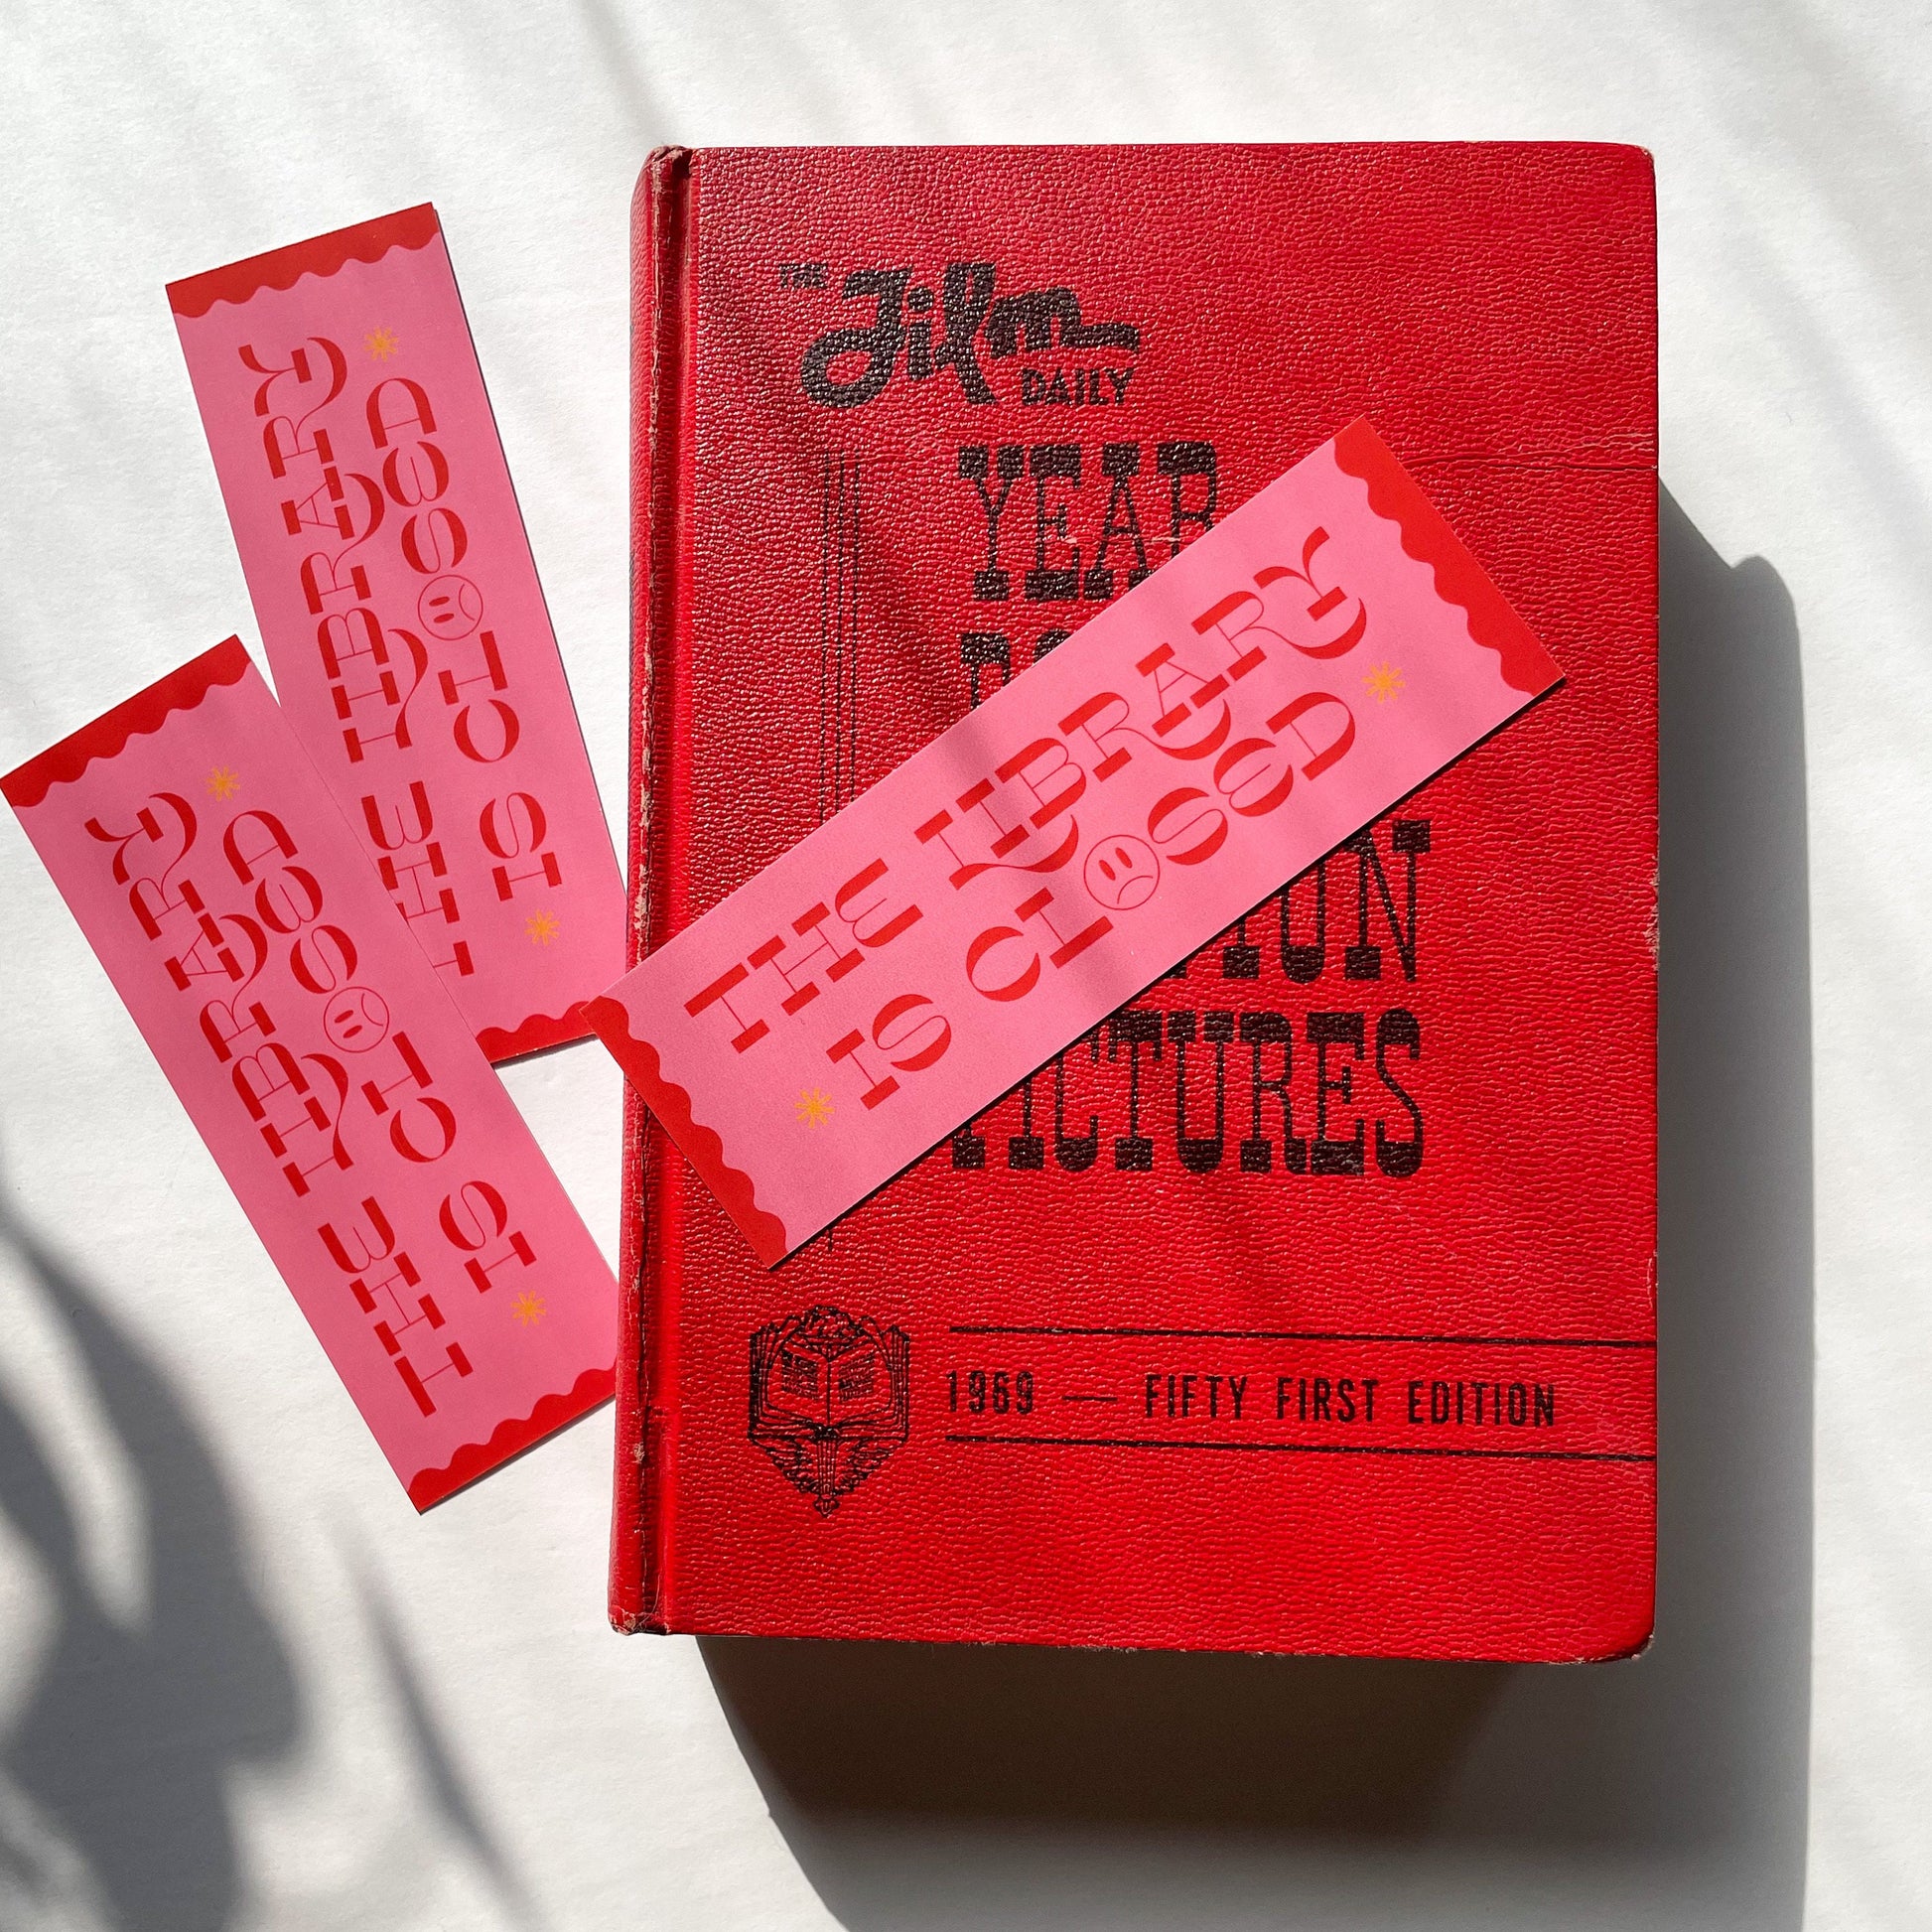 THE LIBRARY
IS CLOSED
THE LIBRARY
IS CLOSED
THE Film
DAILY
YEAR
THE LIBRARY
IS CLOSED
PICTURES
1969 — FIFTY FIRST EDITION